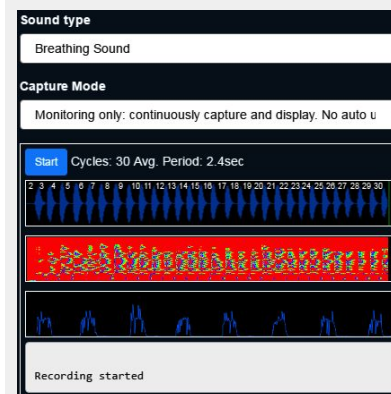 Sound type
Breathing Sound
Capture Mode
Monitoring only: continuously capture and display. No auto u
Start Cycles: 30 Avg. Period: 2.4sec
2 3 4 5 6 7 8 9 10 11 12 13 14 15 16 17 18 19 20 21 22 23 24 25 26 27 28 29 30
Recording started